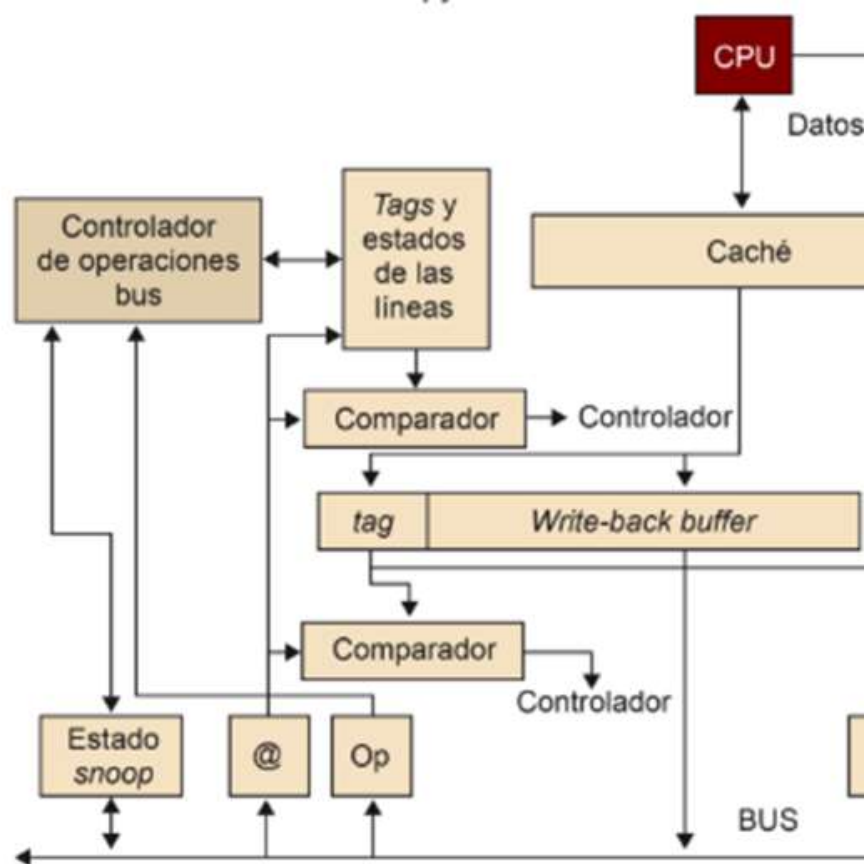 CPU
Datos
Tags y
estados
de las
líneas
Controlador
de operaciones
bus
Caché
Comparador
Controlador
tag
Write-back buffer
Comparador
Controlador
Estado
snoop
@
Op
BUS